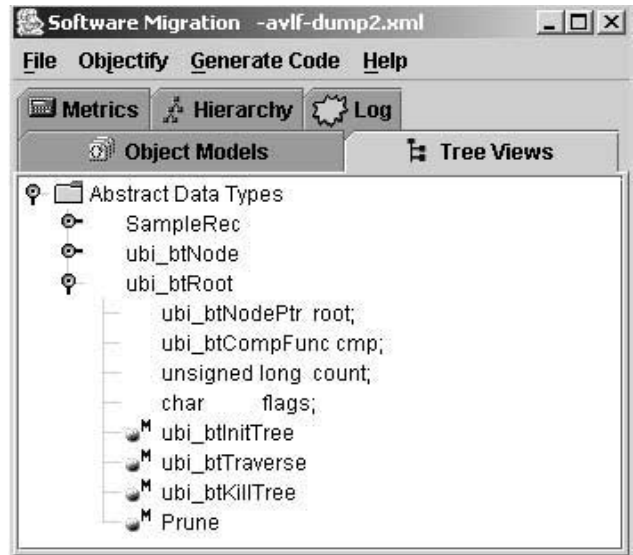 Software Migration -avlf-dump2.xml
File Objectify Generate Code Help
Metrics Hierarchy Log
Object Models Tree Views
Abstract Data Types
SampleRec
ubi_btNode
ubi_btRoot
ubi_btNodePtr root;
ubi_btCompFunc cmp;
unsigned long count;
char flags;
M ubi_btInitTree
M ubi_btTraverse
M ubi_btKillTree
M Prune